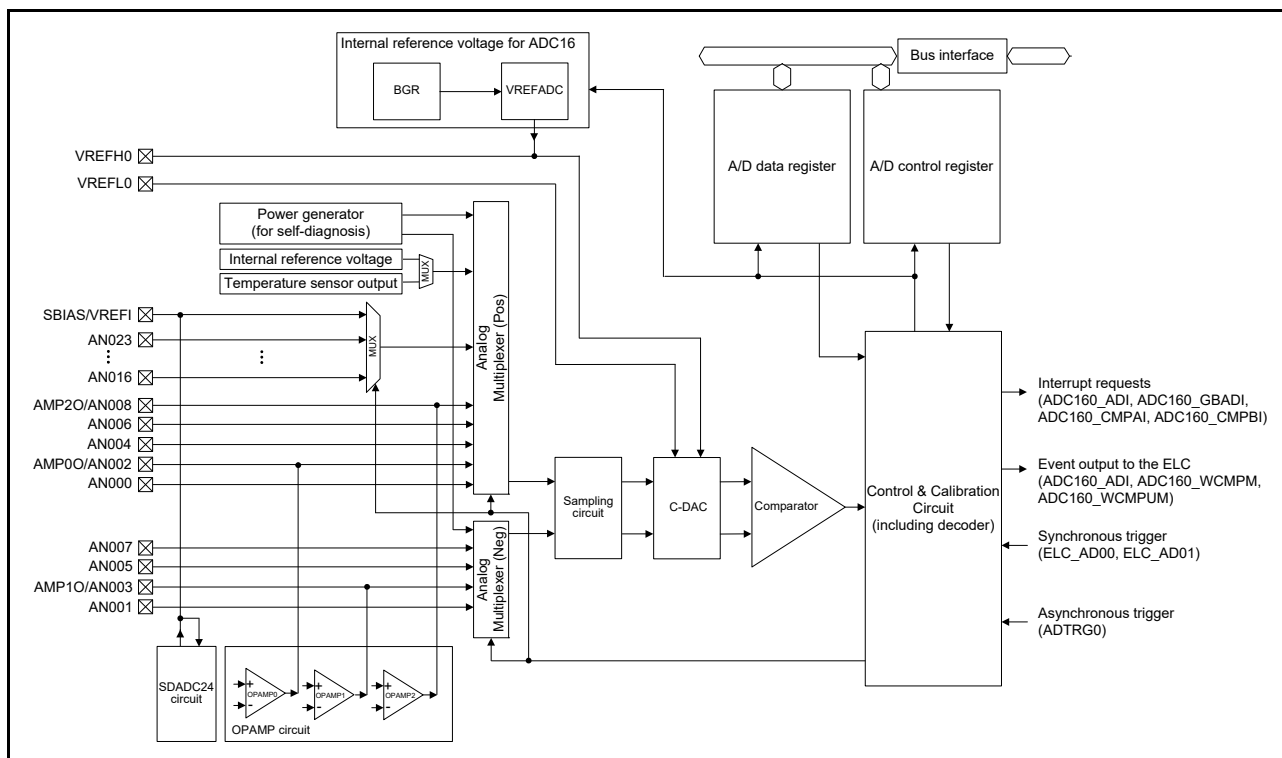 Internal reference voltage for ADC16
BGR
VREFADC
Bus interface
A/D data register
A/D control register
VREFH0
VREFL0
Power generator
(for self-diagnosis)
Internal reference voltage
Temperature sensor output
MUX
Analog
Multiplexer (Pos)
SBIAS/VREFI
AN023
AN016
MUX
AMP2O/AN008
AN006
AN004
AMP0O/AN002
AN000
Sampling
circuit
C-DAC
Comparator
Control & Calibration
Circuit
(including decoder)
Interrupt requests
(ADC160_ADI, ADC160_GBADI,
ADC160_CMPAI, ADC160_CMPBI)
Event output to the ELC
(ADC160_ADI, ADC160_WCMPM,
ADC160_WCMPUM)
Synchronous trigger
(ELC_AD00, ELC_AD01)
Asynchronous trigger
(ADTRG0)
AN007
AN005
AMP1O/AN003
AN001
Analog
Multiplexer (Neg)
SDADC24
circuit
+
-
OPAMP0
+
-
OPAMP1
+
-
OPAMP2
OPAMP circuit